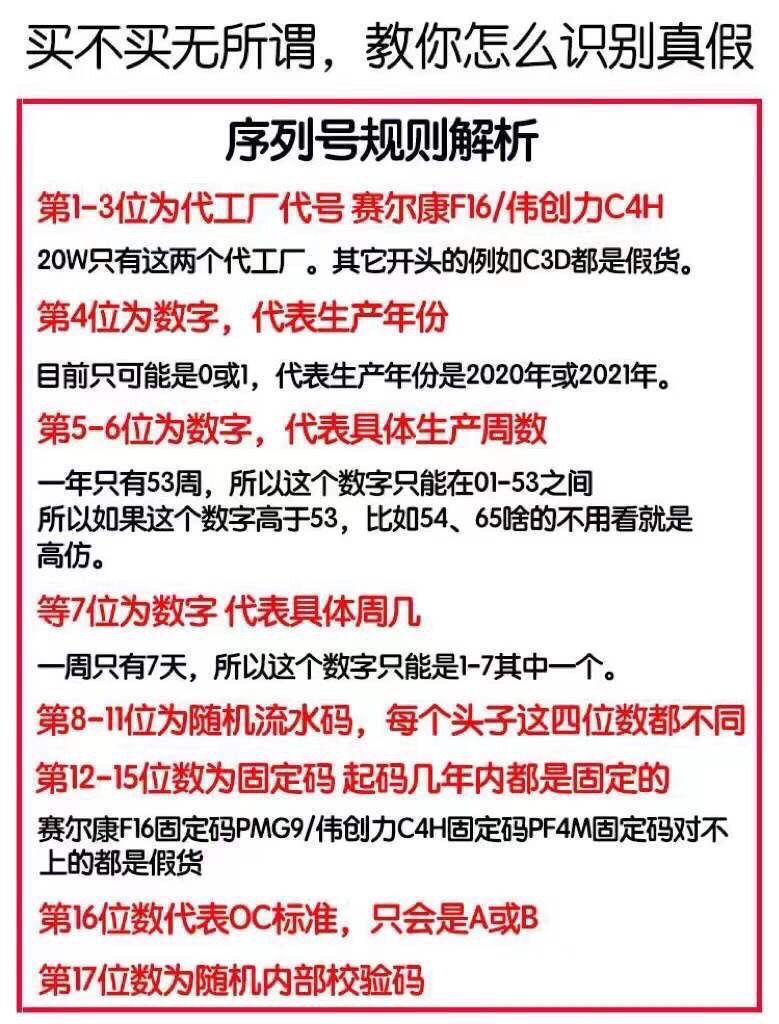 买不买无所谓，教你怎么识别真假
序列号规则解析
第1-3位为代工厂代号 赛尔康F16/伟创力C4H
20W只有这两个代工厂。其它开头的例如C3D都是假货。
第4位为数字，代表生产年份
目前只可能是0或1，代表生产年份是2020年或2021年。
第5-6位为数字，代表具体生产周数
一年只有53周，所以这个数字只能在01-53之间
所以如果这个数字高于53，比如54、65啥的不用看就是
高仿。
等7位为数字 代表具体周几
一周只有7天，所以这个数字只能是1-7其中一个。
第8-11位为随机流水码，每个头子这四位数都不同
第12-15位数为固定码 起码几年内都是固定的
赛尔康F16固定码PMG9/伟创力C4H固定码PF4M固定码对不
上的都是假货
第16位数代表OC标准，只会是A或B
第17位数为随机内部校验码